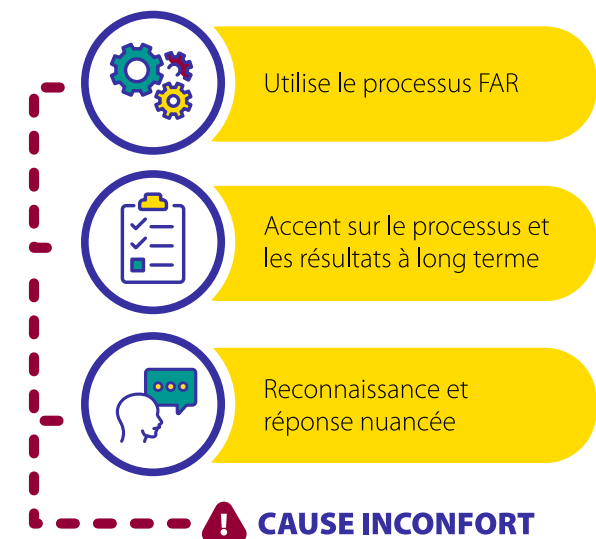 Utilise le processus FAR
Accent sur le processus et
les résultats à long terme
Reconnaissance et
réponse nuancée
CAUSE INCONFORT